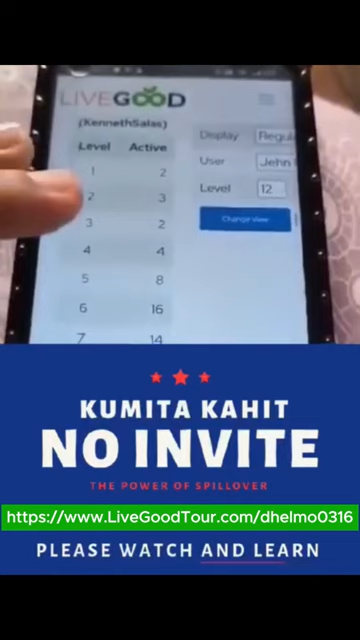 LIVEGOOD
(KennethSalas)
Level Active
1 2
2 3
3 2
4 4
5 8
6 16
7 14
Display Regul
User Jehn
Level 12
Change View
KUMITA KAHIT
NO INVITE
THE POWER OF SPILLOVER
https://www.LiveGoodTour.com/dhelmo0316
PLEASE WATCH AND LEARN